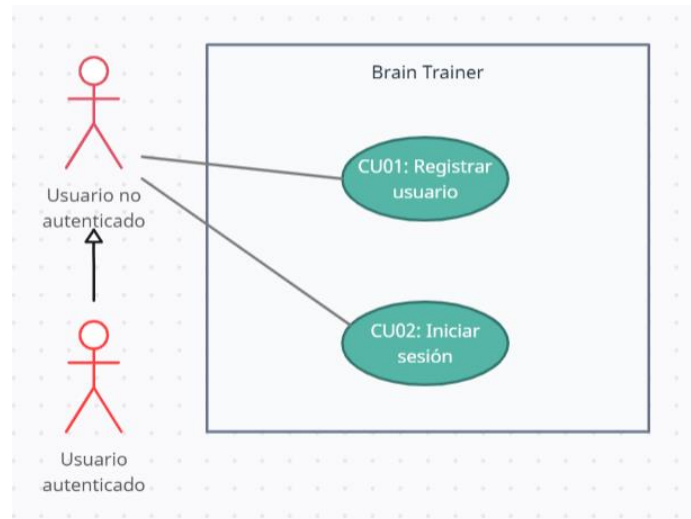 Brain Trainer
CU01: Registrar
usuario
Usuario no
autenticado
CU02: Iniciar
sesión
Usuario
autenticado